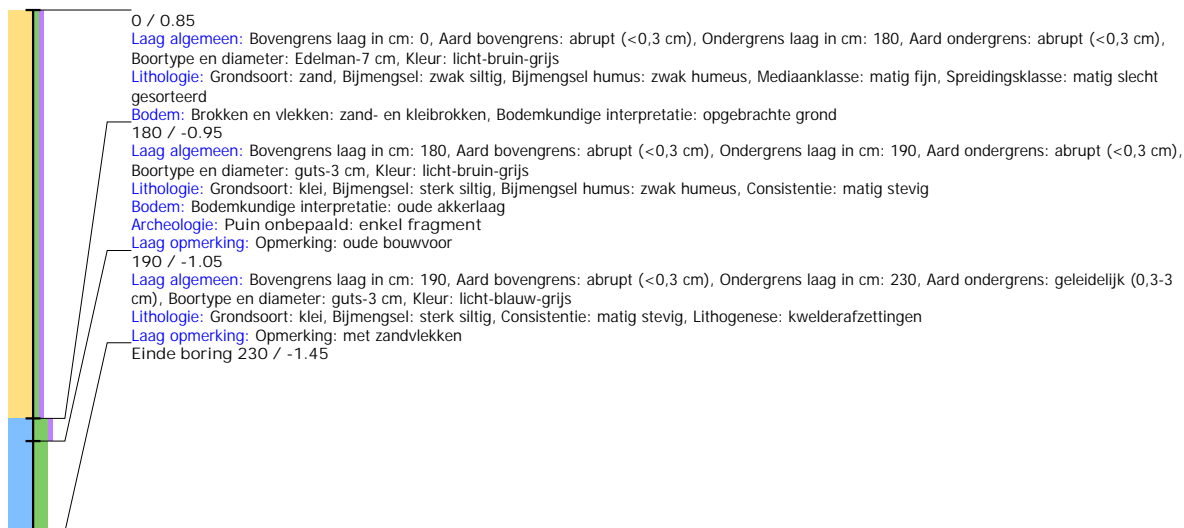 0 / 0.85
Laag algemeen: Bovengrens laag in cm: 0, Aard bovengrens: abrupt (<0,3 cm), Ondergrens laag in cm: 180, Aard ondergrens: abrupt (<0,3 cm),
Boortype en diameter: Edelman-7 cm, Kleur: licht-bruin-grijs
Lithologie: Grondsoort: zand, Bijmengsel: zwak siltig, Bijmengsel humus: zwak humeus, Mediaanklasse: matig fijn, Spreidingsklasse: matig slecht
gesorteerd
Bodem: Brokken en vlekken: zand- en kleibrokken, Bodemkundige interpretatie: opgebrachte grond
180 / -0.95
Laag algemeen: Bovengrens laag in cm: 180, Aard bovengrens: abrupt (<0,3 cm), Ondergrens laag in cm: 190, Aard ondergrens: abrupt (<0,3 cm),
Boortype en diameter: guts-3 cm, Kleur: licht-bruin-grijs
Lithologie: Grondsoort: klei, Bijmengsel: sterk siltig, Bijmengsel humus: zwak humeus, Consistentie: matig stevig
Bodem: Bodemkundige interpretatie: oude akkerlaag
Archeologie: Puin onbepaald: enkel fragment
Laag opmerking: Opmerking: oude bouwvoor
190 / -1.05
Laag algemeen: Bovengrens laag in cm: 190, Aard bovengrens: abrupt (<0,3 cm), Ondergrens laag in cm: 230, Aard ondergrens: geleidelijk (0,3-3
cm), Boortype en diameter: guts-3 cm, Kleur: licht-blauw-grijs
Lithologie: Grondsoort: klei, Bijmengsel: sterk siltig, Consistentie: matig stevig, Lithogenese: kwelderafzettingen
Laag opmerking: Opmerking: met zandvlekken
Einde boring 230 / -1.45